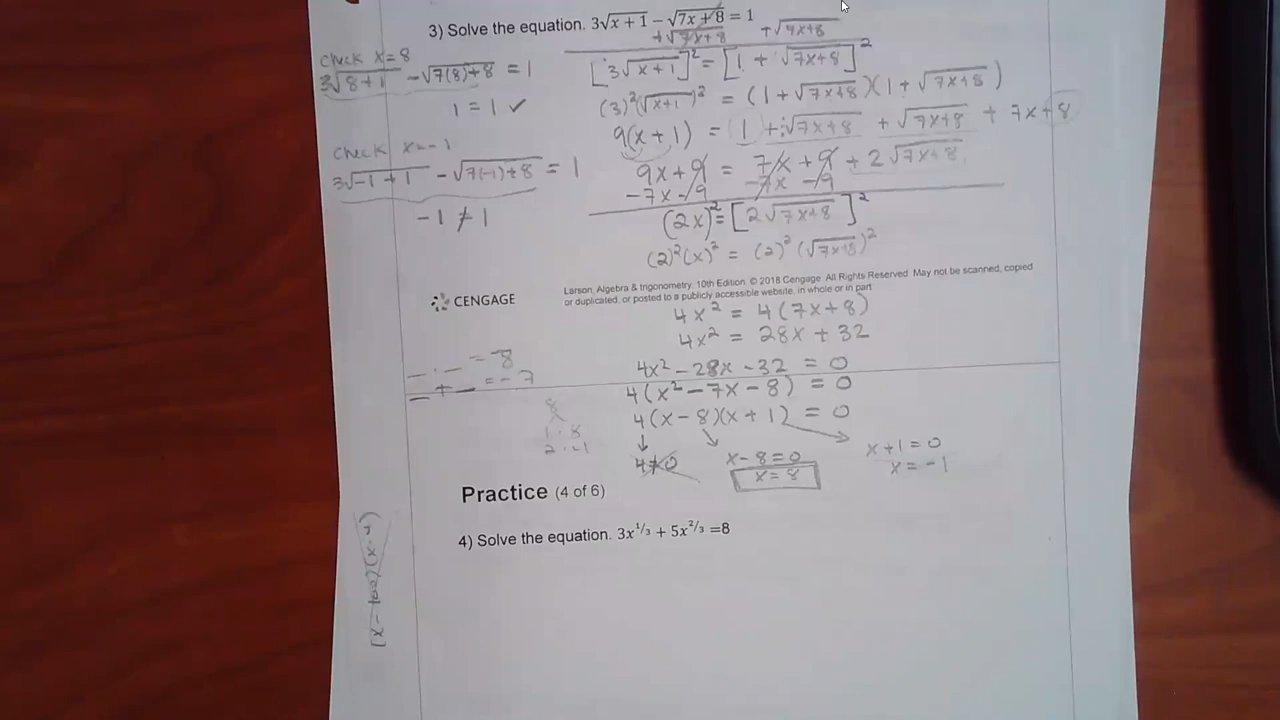 3) Solve the equation. 3√(x+1) − √(7x+8) = 1
+√7x+8 +√7x+8
[3√x+1]² = [1 + √7x+8]²
(3)²(√x+1)² = (1+√7x+8)(1+√7x+8)
9(x+1) = 1 + √7x+8 + √7x+8 + 7x+8
9x+9 = 7x+9 + 2√7x+8
−7x −9 −7x −9
(2x)² = [2√7x+8]²
(2)²(x)² = (2)²(√7x+8)²
check x=8
3√8+1 −√7(8)+8 = 1
1 = 1 ✓
check x=−1
3√−1+1 −√7(−1)+8 = 1
−1 ≠ 1
CENGAGE
Larson, Algebra & trigonometry, 10th Edition. © 2018 Cengage. All Rights Reserved. May not be scanned, copied
or duplicated, or posted to a publicly accessible website, in whole or in part.
4x² = 4(7x+8)
4x² = 28x + 32
4x² − 28x − 32 = 0
4(x² − 7x − 8) = 0
4(x − 8)(x + 1) = 0
4≠0
x−8=0
x=8
x+1=0
x=−1
_ · _ = −8
_ + _ = −7
8
1·8
Practice (4 of 6)
4) Solve the equation. 3x^(1/3) + 5x^(2/3) =8